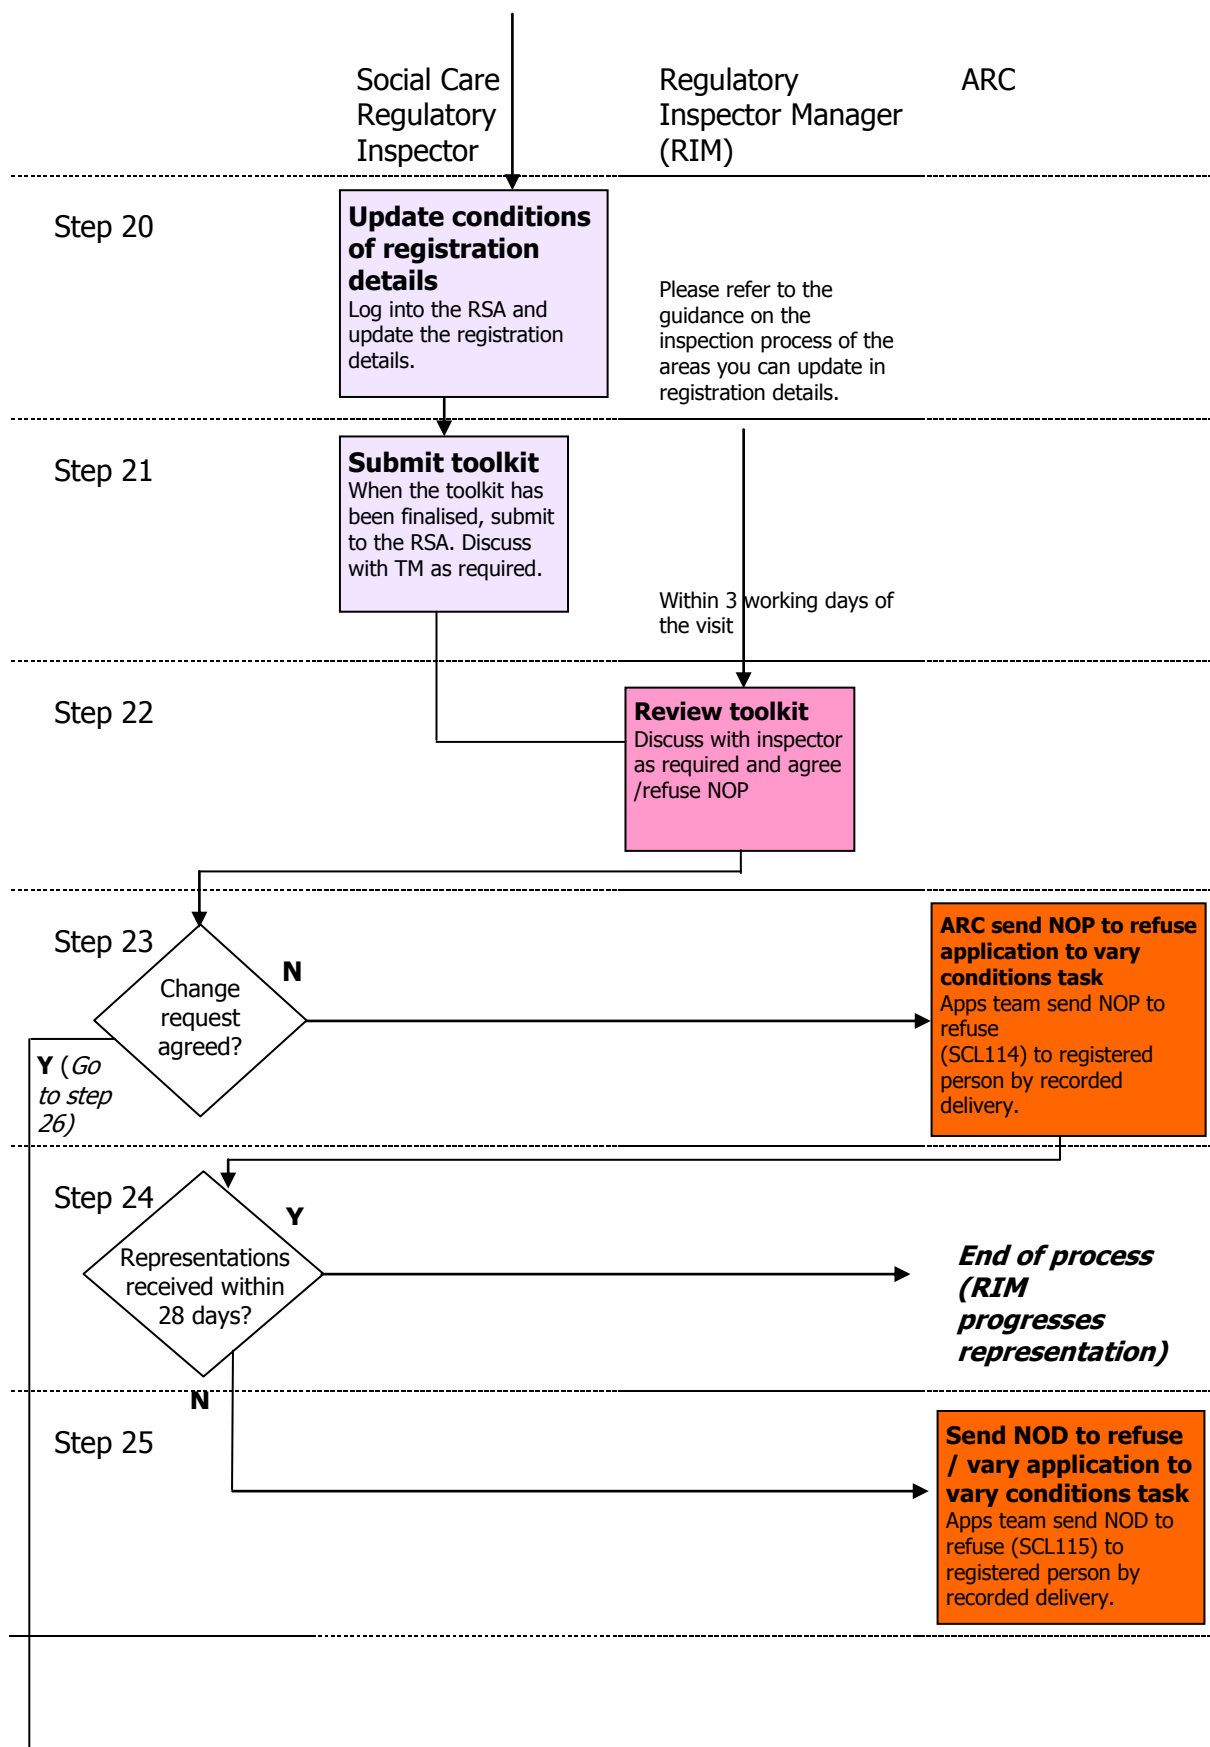 Social Care
Regulatory
Inspector
Regulatory
Inspector Manager
(RIM)
ARC
Step 20
Update conditions
of registration
details
Log into the RSA and
update the registration
details.
Please refer to the
guidance on the
inspection process of the
areas you can update in
registration details.
Step 21
Submit toolkit
When the toolkit has
been finalised, submit
to the RSA. Discuss
with TM as required.
Within 3 working days of
the visit
Step 22
Review toolkit
Discuss with inspector
as required and agree
/refuse NOP
Step 23
Change
request
agreed?
N
Y (Go
to step
26)
ARC send NOP to refuse
application to vary
conditions task
Apps team send NOP to
refuse
(SCL114) to registered
person by recorded
delivery.
Step 24
Representations
received within
28 days?
Y
N
End of process
(RIM
progresses
representation)
Step 25
Send NOD to refuse
/ vary application to
vary conditions task
Apps team send NOD to
refuse (SCL115) to
registered person by
recorded delivery.